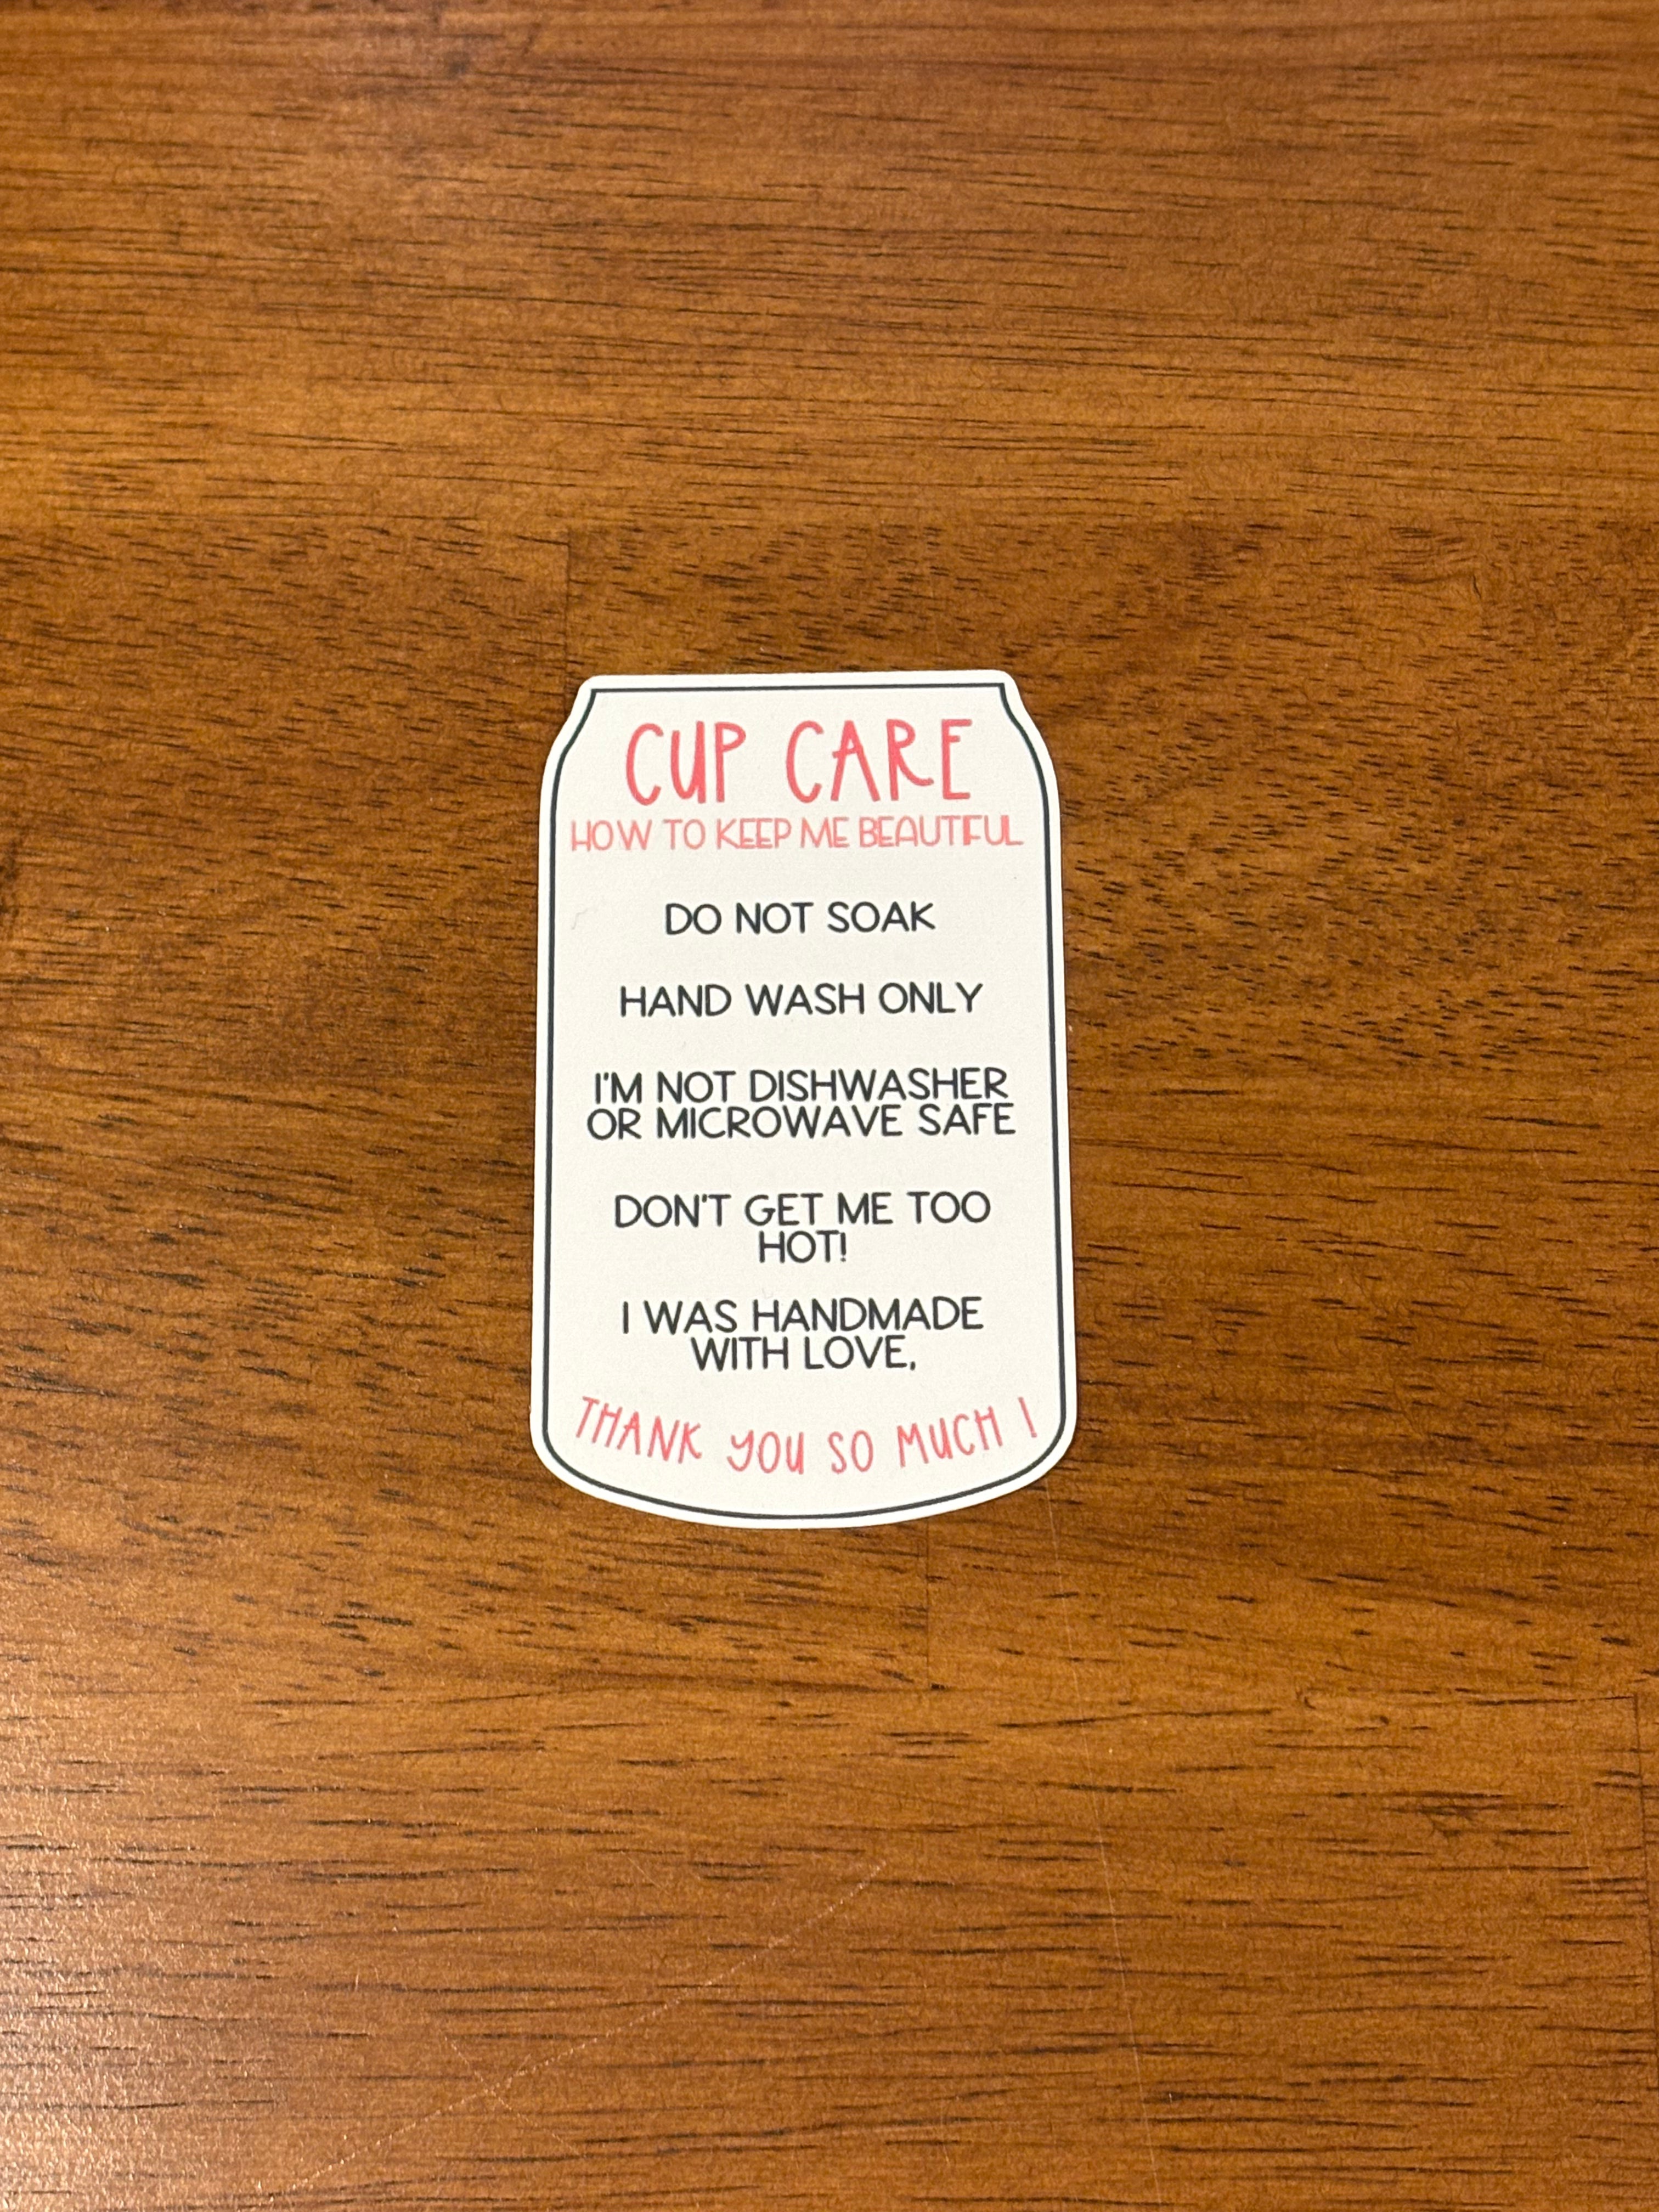 CUP CARE
HOW TO KEEP ME BEAUTIFUL
DO NOT SOAK
HAND WASH ONLY
I'M NOT DISHWASHER
OR MICROWAVE SAFE
DON'T GET ME TOO
HOT!
I WAS HANDMADE
WITH LOVE,
THANK YOU SO MUCH !